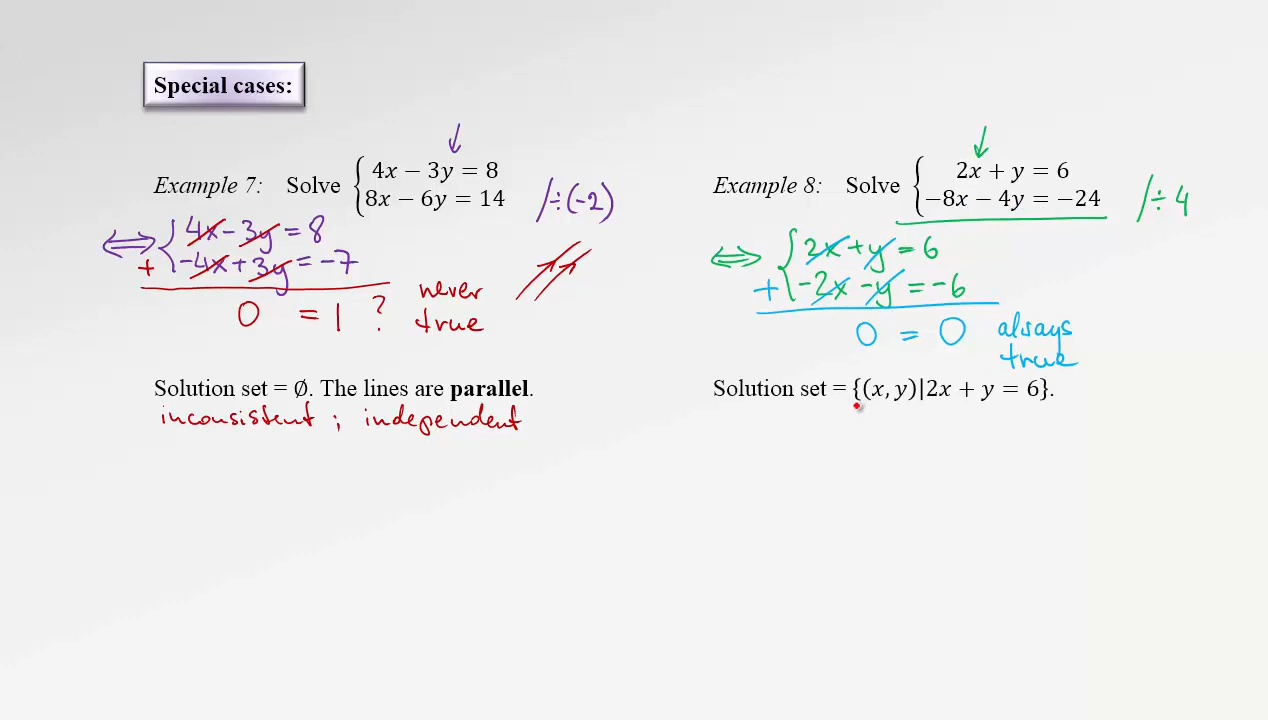 Special cases:
Example 7: Solve { 4x − 3y = 8
8x − 6y = 14 /÷(-2)
⟺ { 4x - 3y = 8
+ -4x + 3y = -7
0 = 1 ? never
true
Solution set = ∅. The lines are parallel.
inconsistent ; independent
Example 8: Solve { 2x + y = 6
−8x − 4y = −24 /÷ 4
⟺ { 2x + y = 6
+ -2x - y = -6
0 = 0 always
true
Solution set = {(x, y)|2x + y = 6}.